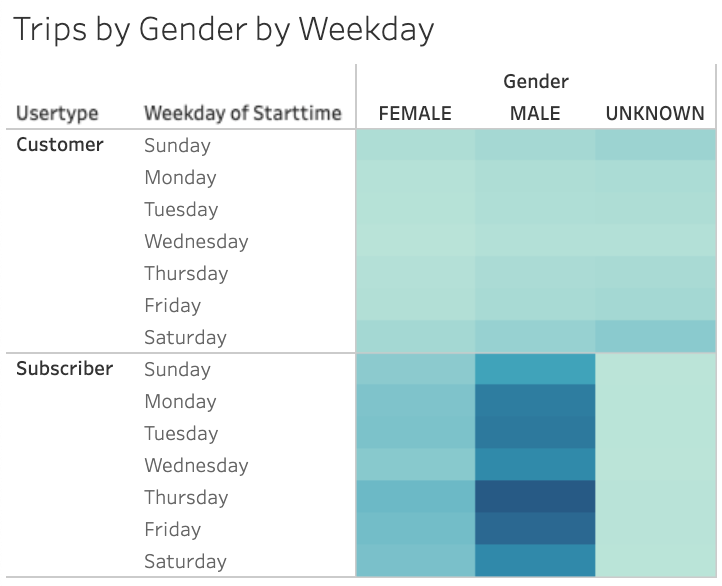 Trips by Gender by Weekday
Gender
Usertype Weekday of Starttime FEMALE MALE UNKNOWN
Customer Sunday
Monday
Tuesday
Wednesday
Thursday
Friday
Saturday
Subscriber Sunday
Monday
Tuesday
Wednesday
Thursday
Friday
Saturday